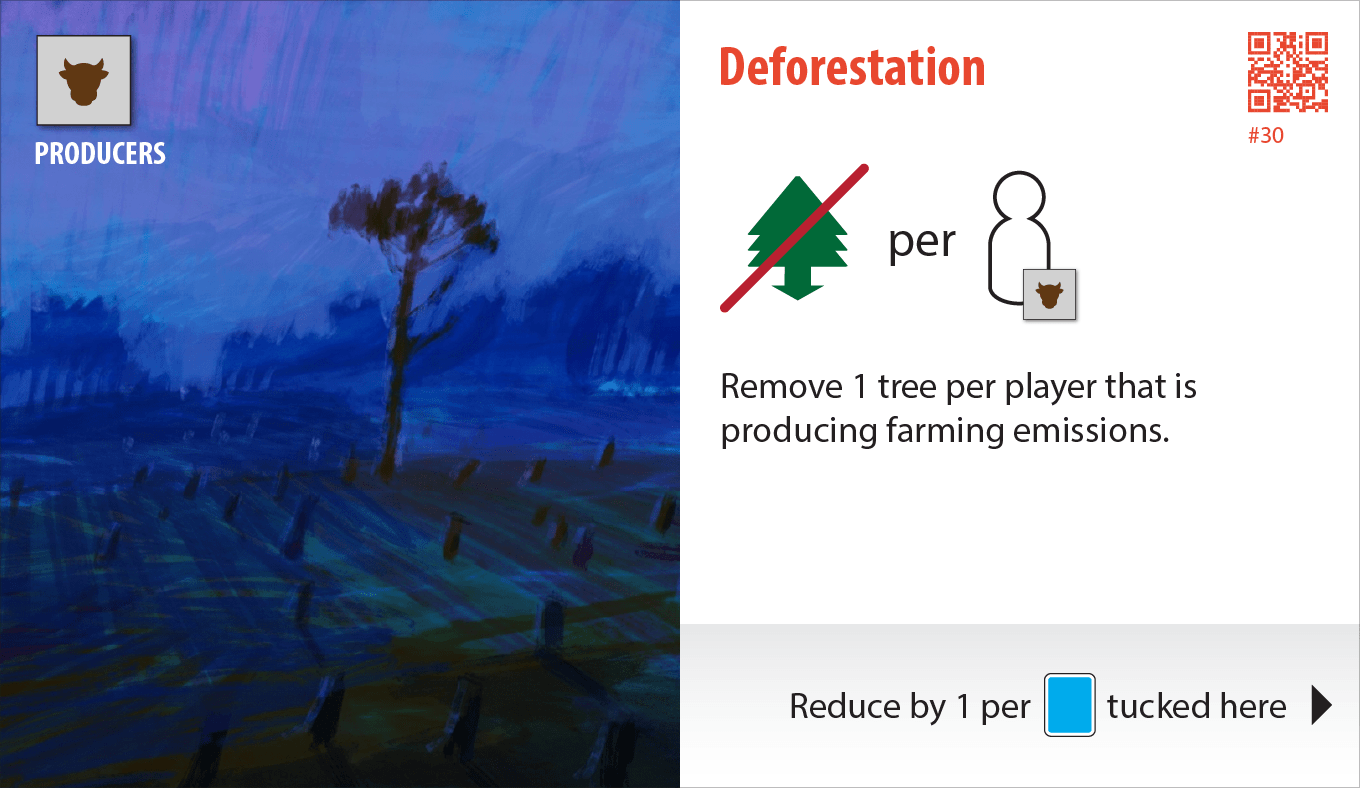 PRODUCERS
Deforestation
#30
per
Remove 1 tree per player that is
producing farming emissions.
Reduce by 1 per tucked here